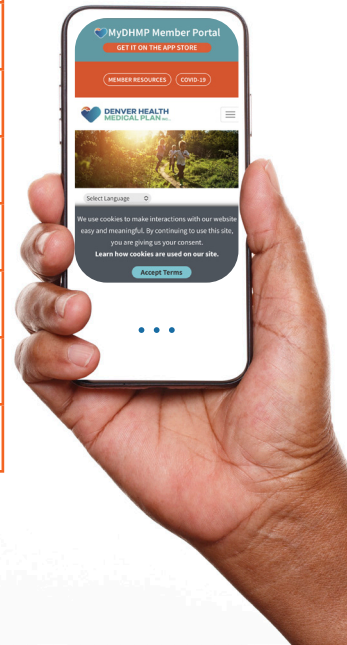 MyDHMP Member Portal
GET IT ON THE APP STORE
MEMBER RESOURCES COVID-19
DENVER HEALTH
MEDICAL PLAN INC.
Select Language
We use cookies to make interactions with our website
easy and meaningful. By continuing to use this site,
you are giving us your consent.
Learn how cookies are used on our site.
Accept Terms